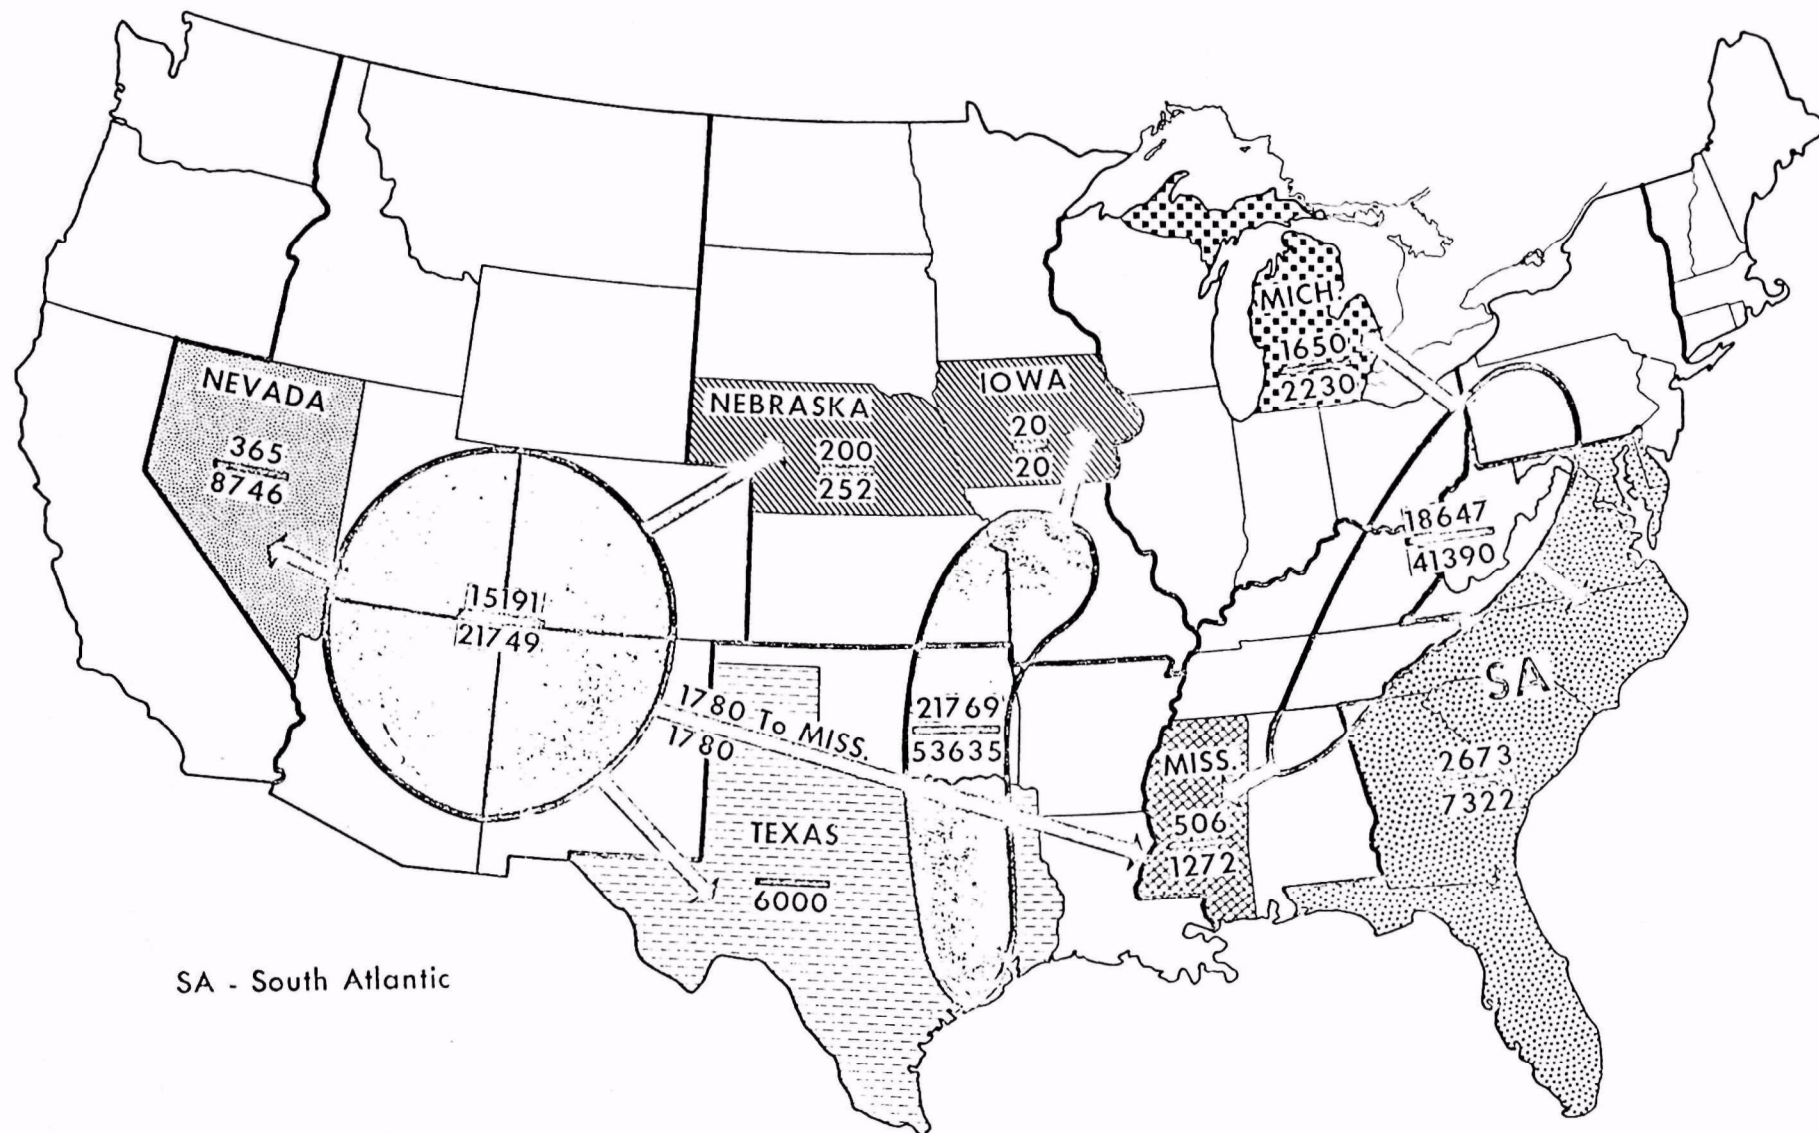 MICH.
1650
2230
NEVADA
365
8746
NEBRASKA
200
252
IOWA
20
20
18647
41390
15191
21749
1780 To MISS.
1780
21769
53635
SA
2673
7322
MISS.
506
1272
TEXAS
6000
SA - South Atlantic